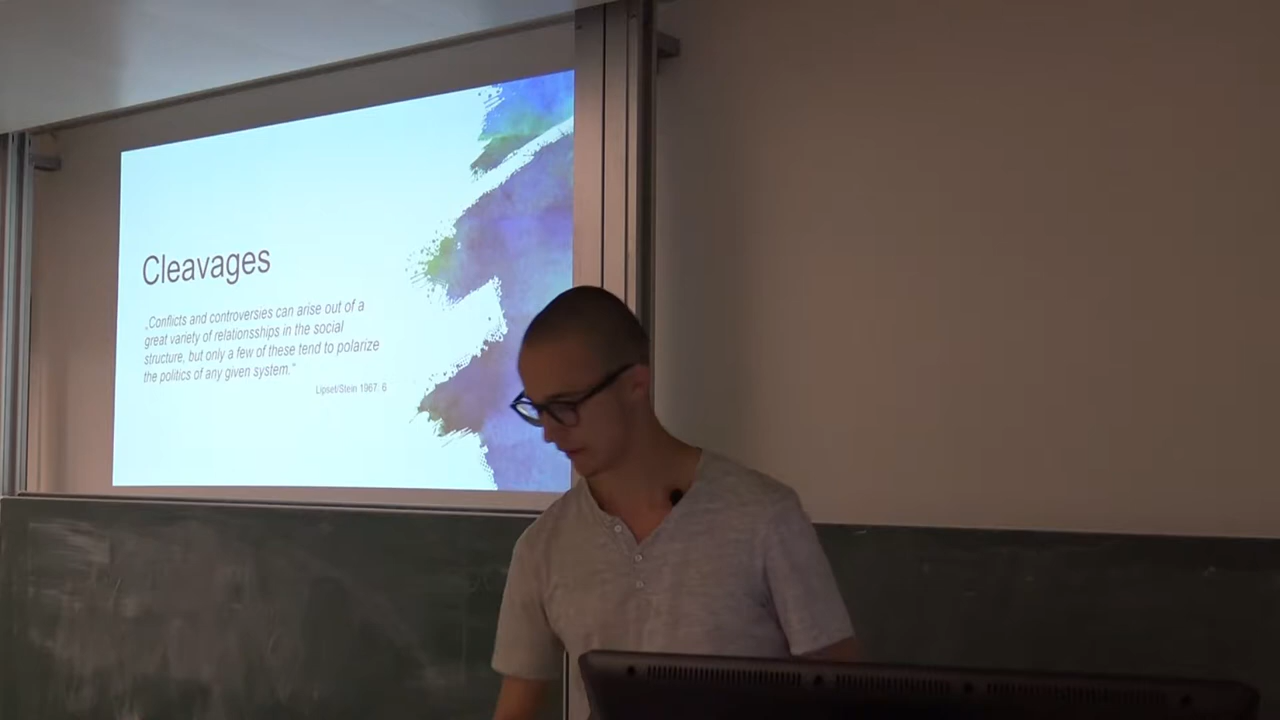 Cleavages
„Conflicts and controversies can arise out of a
great variety of relationsships in the social
structure, but only a few of these tend to polarize
the politics of any given system."
Lipset/Stein 1967: 6